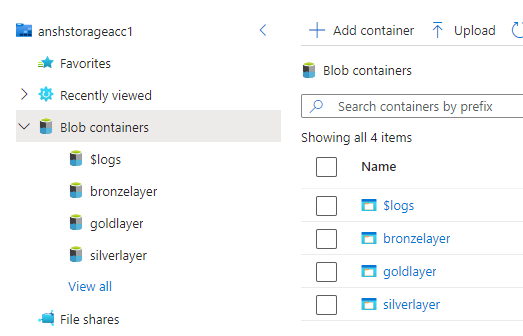 anshstorageacc1
Favorites
Recently viewed
Blob containers
$logs
bronzelayer
goldlayer
silverlayer
View all
File shares
Add container Upload
Blob containers
Search containers by prefix
Showing all 4 items
Name
$logs
bronzelayer
goldlayer
silverlayer